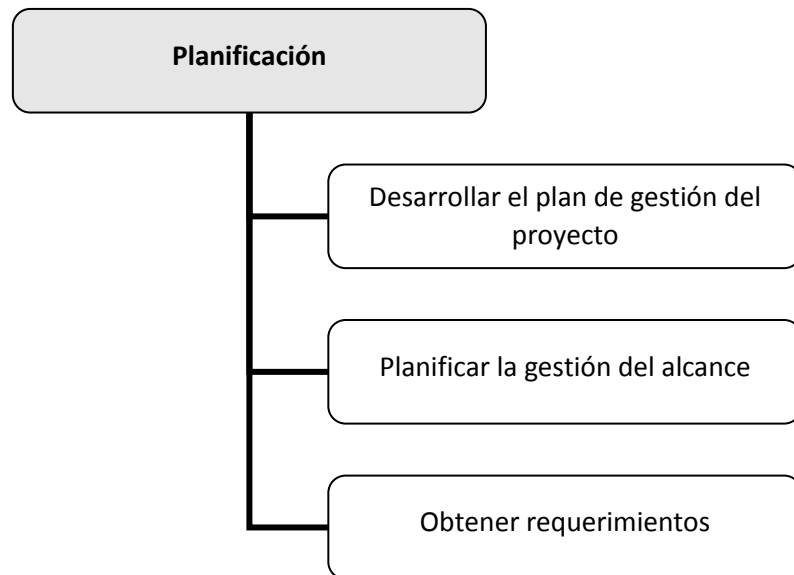 Planificación
Desarrollar el plan de gestión del
proyecto
Planificar la gestión del alcance
Obtener requerimientos